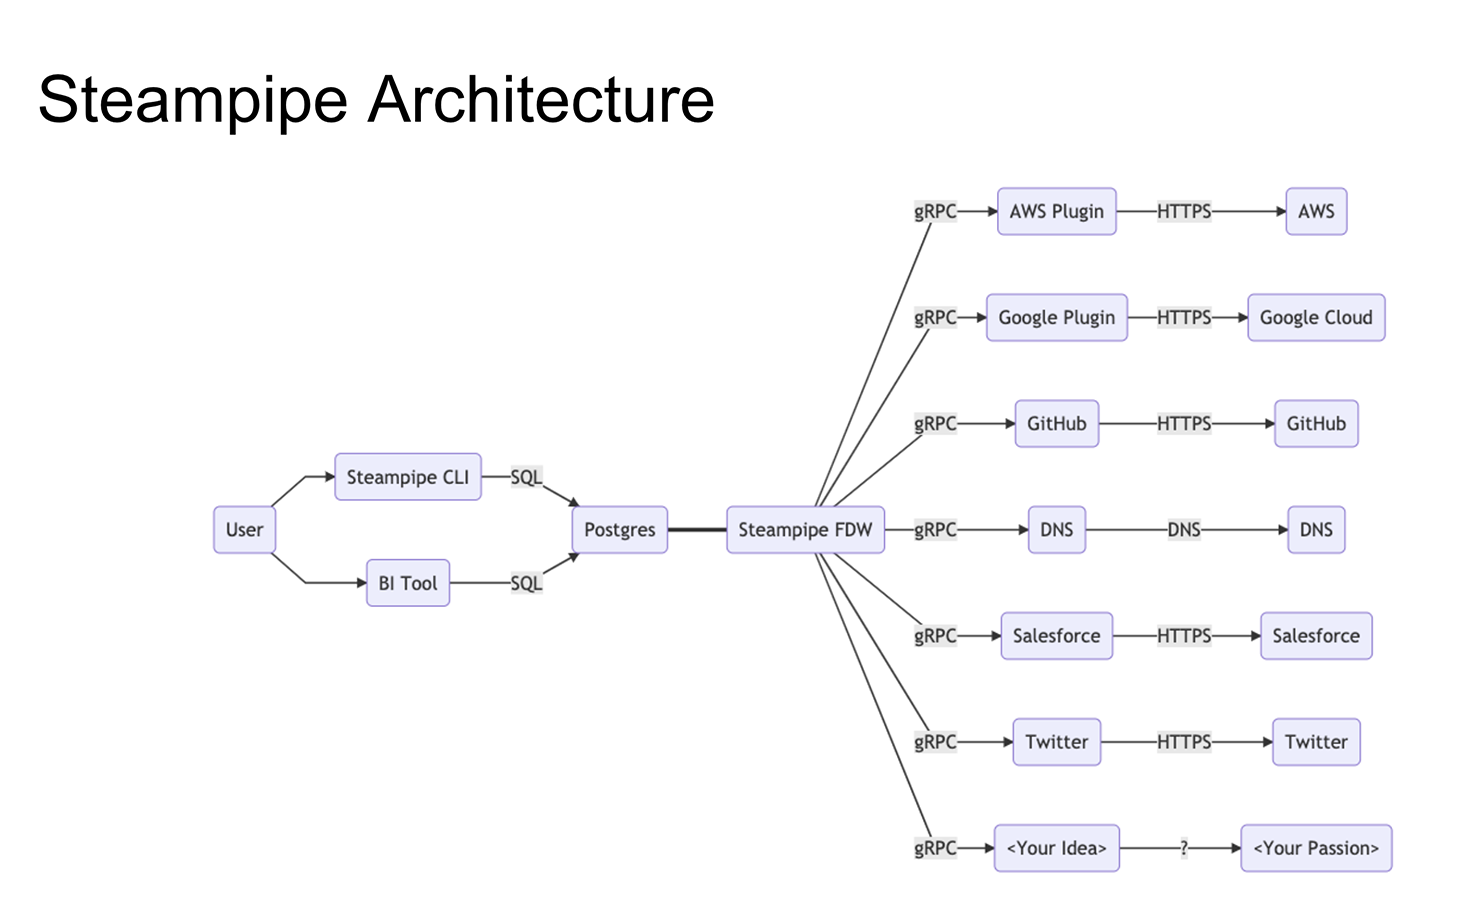 Steampipe Architecture
gRPC AWS Plugin HTTPS AWS
gRPC Google Plugin HTTPS Google Cloud
gRPC GitHub HTTPS GitHub
Steampipe CLI SQL
User Postgres Steampipe FDW gRPC DNS DNS DNS
BI Tool SQL
gRPC Salesforce HTTPS Salesforce
gRPC Twitter HTTPS Twitter
gRPC <Your Idea> ? <Your Passion>